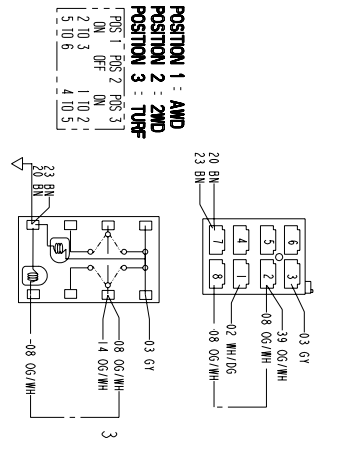 POSITION 1 : AWD
POSITION 2 : 2WD
POSITION 3 : TURF
POS 1 POS 2 POS 3
ON OFF ON
2 TO 3 1 TO 2
5 TO 6 4 TO 5
20 BN
23 BN
7 4 5 6
8 1 2 3
03 GY
39 OG/WH
08 OG/WH
02 WH/DG
08 OG/WH
23 BN
20 BN
03 GY
08 OG/WH
14 OG/WH
08 OG/WH
3